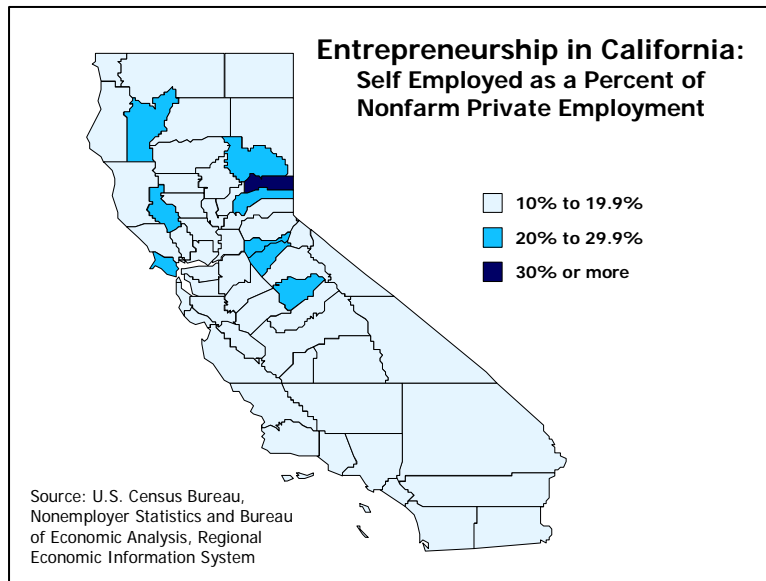 Entrepreneurship in California:
Self Employed as a Percent of
Nonfarm Private Employment
10% to 19.9%
20% to 29.9%
30% or more
Source: U.S. Census Bureau,
Nonemployer Statistics and Bureau
of Economic Analysis, Regional
Economic Information System